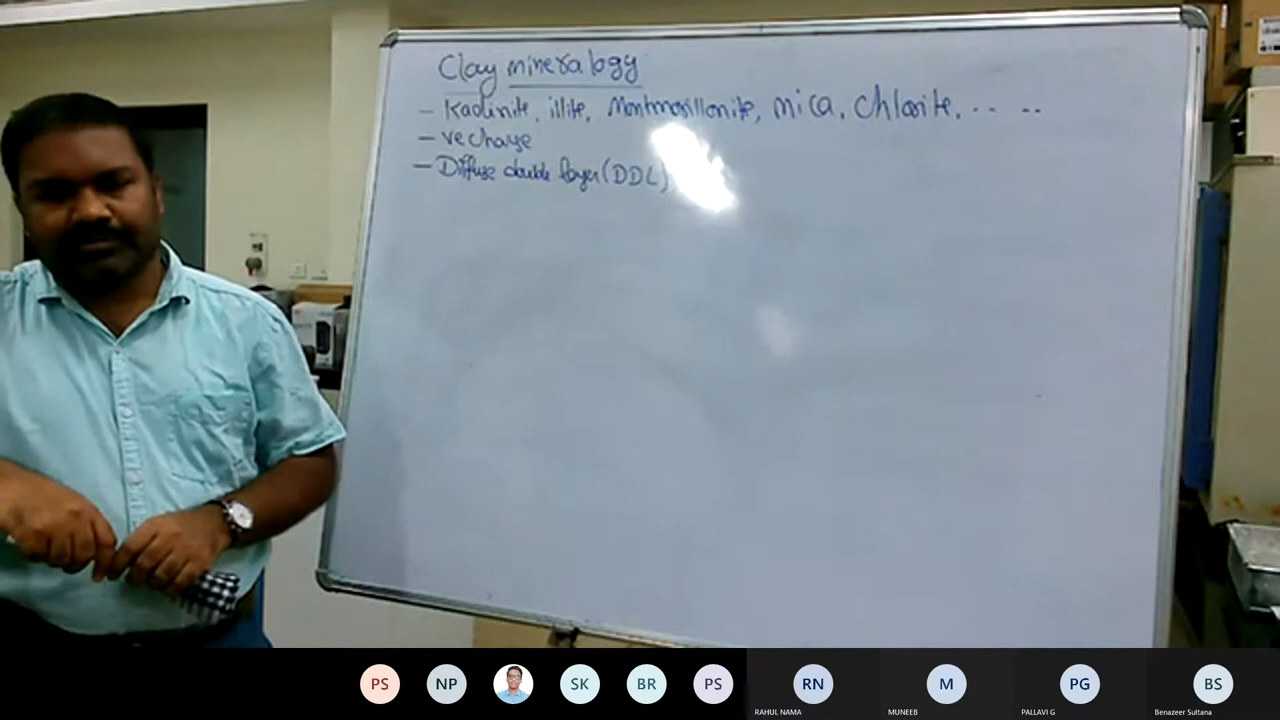 Clay mineralogy
- Kaolinite, illite, Montmorillonite, mica, chlorite, .. ..
- ve charge
- Diffuse double layer (DDL)
PS NP SK BR PS RN M PG BS
RAHUL NAMA MUNEEB PALLAVI G Benazeer Sultana